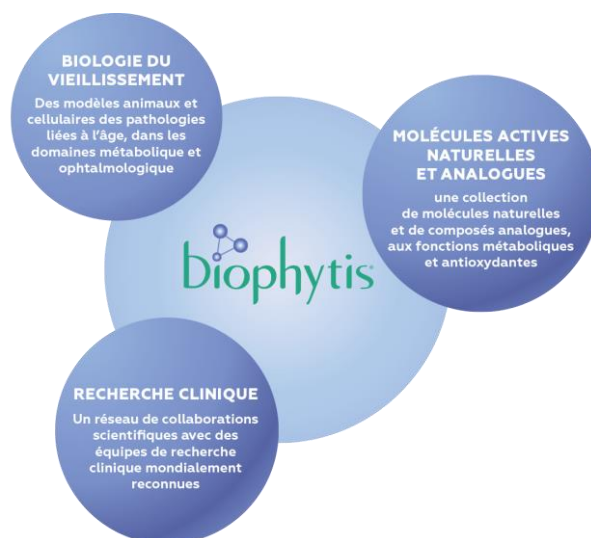 BIOLOGIE DU
VIEILLISSEMENT
Des modèles animaux et
cellulaires des pathologies
liées à l'âge, dans les
domaines métabolique et
ophtalmologique
MOLÉCULES ACTIVES
NATURELLES
ET ANALOGUES
une collection
de molécules naturelles
et de composés analogues,
aux fonctions métaboliques
et antioxydantes
biophytis
RECHERCHE CLINIQUE
Un réseau de collaborations
scientifiques avec des
équipes de recherche
clinique mondialement
reconnues